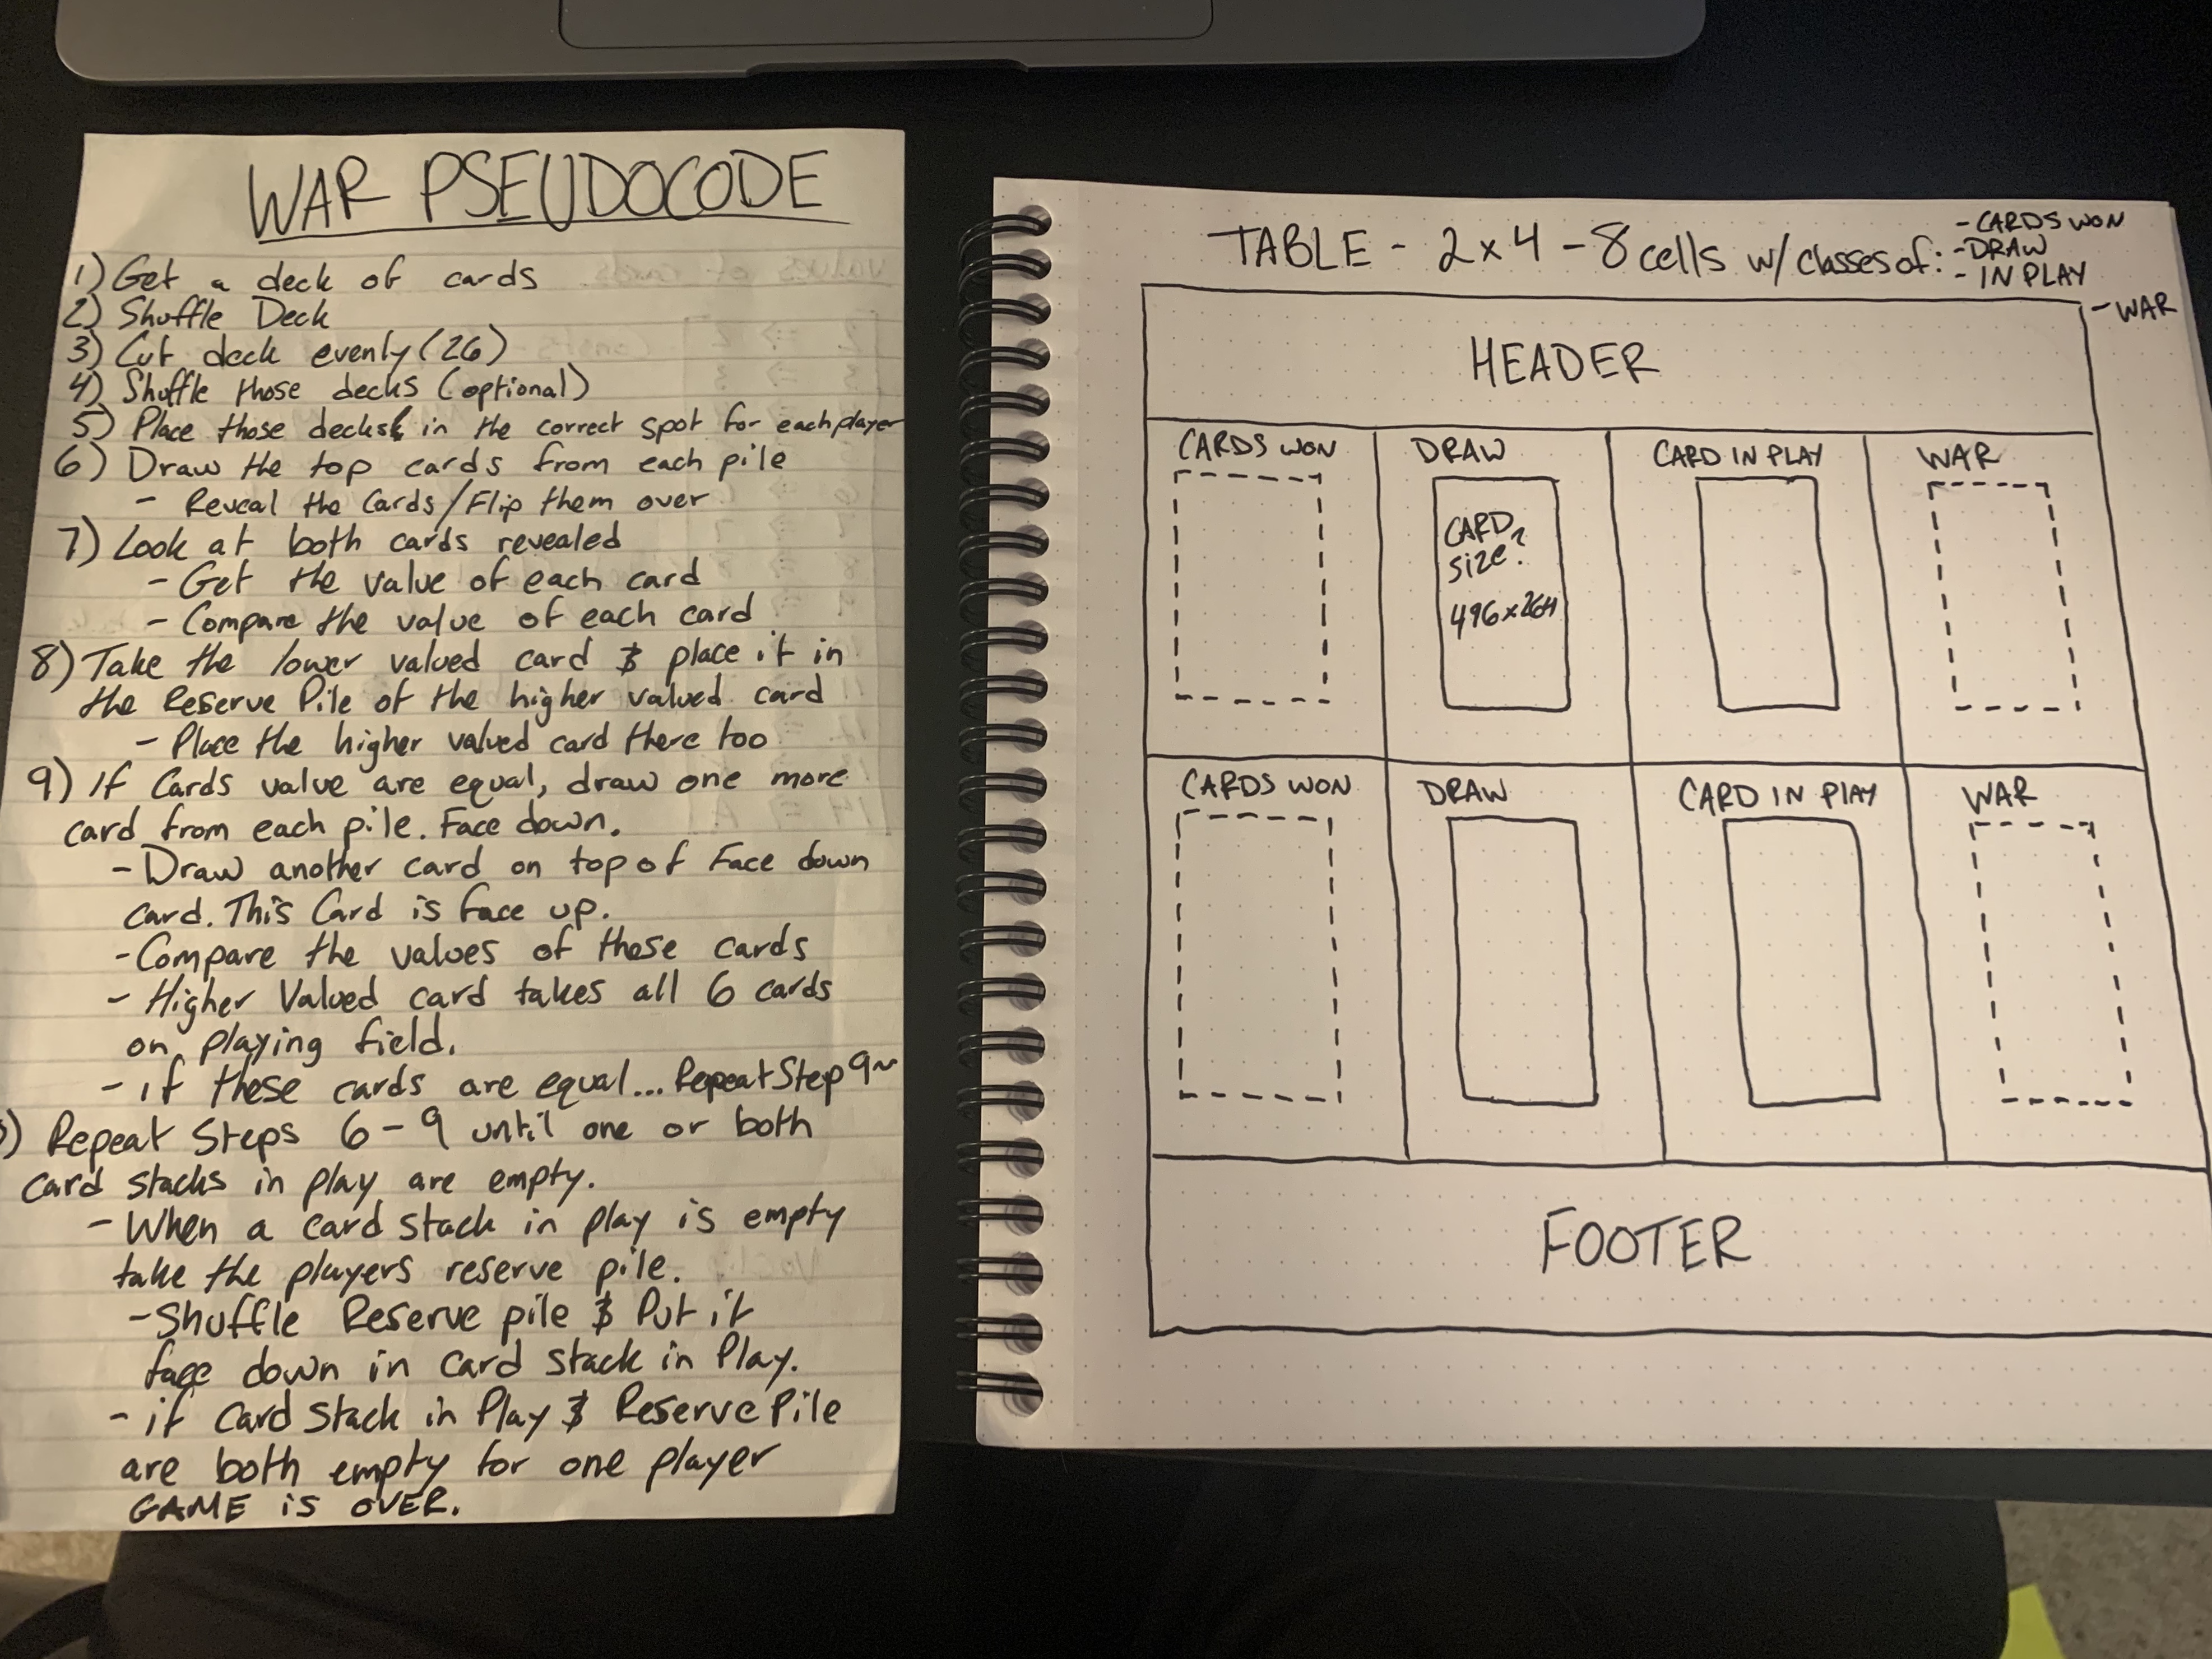 WAR PSEUDOCODE
1) Get a deck of cards
2) Shuffle Deck
3) Cut deck evenly (26)
4) Shuffle those decks (optional)
5) Place those decks in the correct spot for each player
6) Draw the top cards from each pile
- Reveal the Cards/Flip them over
7) Look at both cards revealed
- Get the value of each card
- Compare the value of each card
8) Take the lower valued card & place it in
the Reserve Pile of the higher valued card
- Place the higher valued card there too
9) If Cards value are equal, draw one more
card from each pile. Face down.
- Draw another card on top of Face down
card. This Card is face up.
- Compare the values of these cards
- Higher Valued card takes all 6 cards
on playing field.
- if these cards are equal... Repeat Step 9~
) Repeat Steps 6-9 until one or both
card stacks in play are empty.
- When a card stack in play is empty
take the players reserve pile.
- Shuffle Reserve pile & Put it
face down in card stack in Play.
- if Card Stack in Play & Reserve Pile
are both empty for one player
GAME is OVER.
TABLE - 2x4 - 8 cells w/ classes of:
- CARDS WON
- DRAW
- IN PLAY
- WAR
HEADER
CARDS WON DRAW CARD IN PLAY WAR
CARD
size?
496x264
CARDS WON DRAW CARD IN PLAY WAR
FOOTER